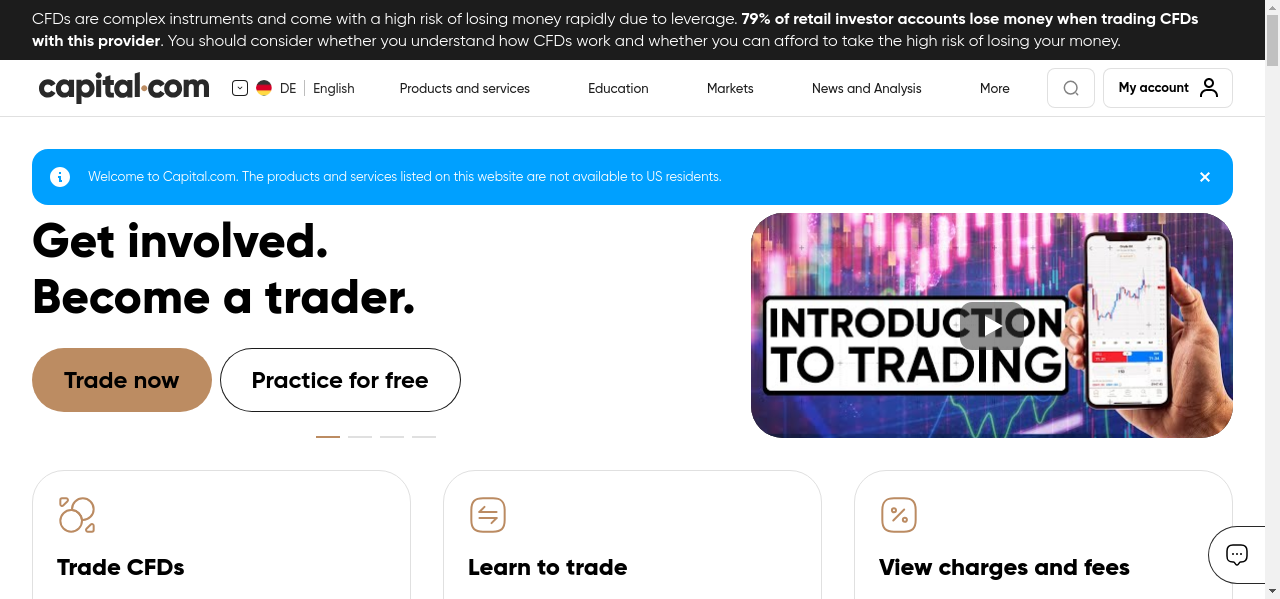 CFDs are complex instruments and come with a high risk of losing money rapidly due to leverage. 79% of retail investor accounts lose money when trading CFDs
with this provider. You should consider whether you understand how CFDs work and whether you can afford to take the high risk of losing your money.
capital.com
DE English
Products and services
Education
Markets
News and Analysis
More
My account
Welcome to Capital.com. The products and services listed on this website are not available to US residents.
Get involved.
Become a trader.
Trade now
Practice for free
INTRODUCTION
TO TRADING
Trade CFDs
Learn to trade
View charges and fees